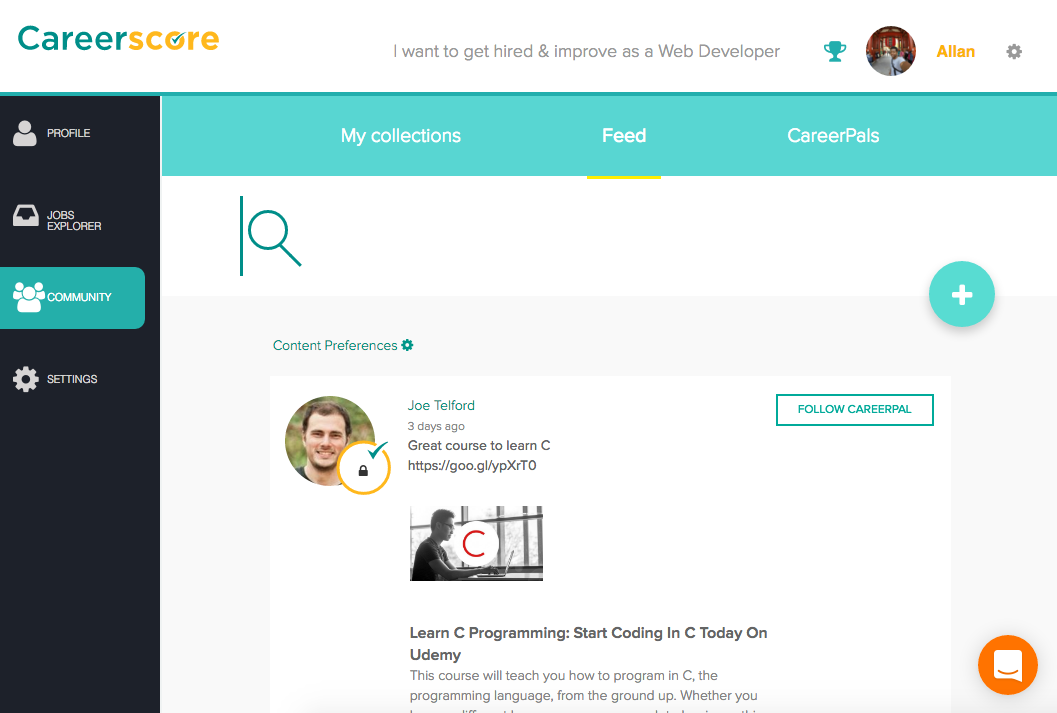 Careerscore
I want to get hired & improve as a Web Developer
Allan
PROFILE
JOBS
EXPLORER
COMMUNITY
SETTINGS
My collections
Feed
CareerPals
Content Preferences
Joe Telford
3 days ago
Great course to learn C
https://goo.gl/ypXrT0
FOLLOW CAREERPAL
C
Learn C Programming: Start Coding In C Today On
Udemy
This course will teach you how to program in C, the
programming language, from the ground up. Whether you